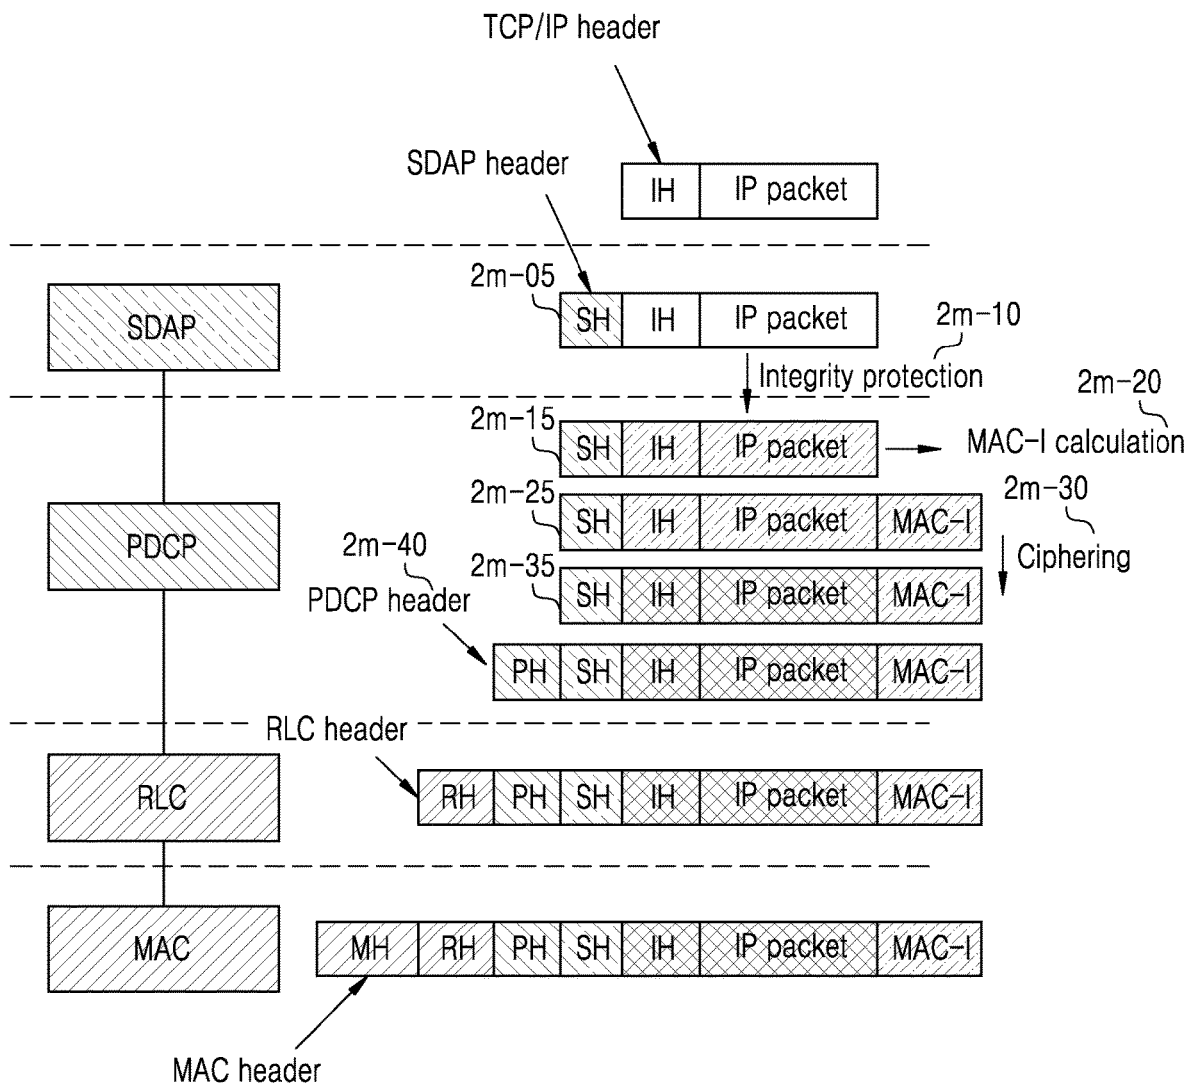 TCP/IP header
SDAP header
IH IP packet
2m-05
SDAP SH IH IP packet
2m-10
Integrity protection
2m-20
2m-15
SH IH IP packet MAC-I calculation
2m-25 2m-30
PDCP SH IH IP packet MAC-I
Ciphering
2m-40 2m-35
PDCP header SH IH IP packet MAC-I
PH SH IH IP packet MAC-I
RLC header
RLC RH PH SH IH IP packet MAC-I
MAC MH RH PH SH IH IP packet MAC-I
MAC header